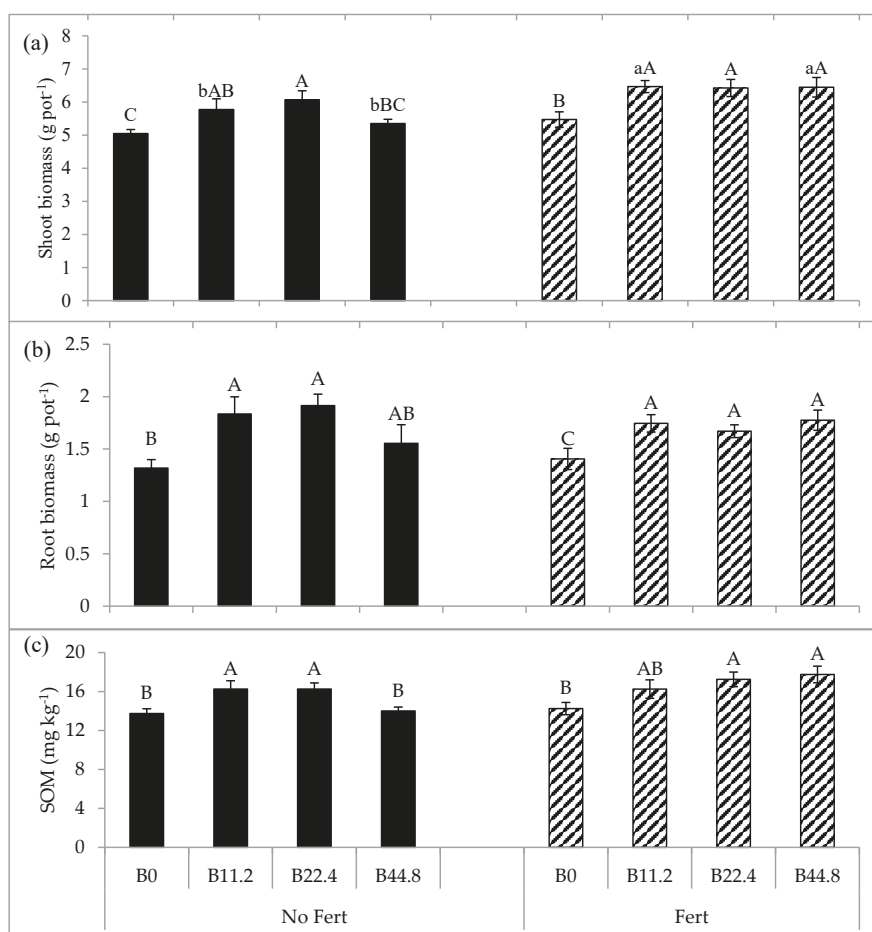 (a)
Shoot biomass (g pot-1)
8
7
6
5
4
3
2
1
0
C
bAB
A
bBC
B
aA
A
aA
(b)
Root biomass (g pot-1)
2.5
2
1.5
1
0.5
0
B
A
A
AB
C
A
A
A
(c)
SOM (mg kg-1)
20
16
12
8
4
0
B
A
A
B
B
AB
A
A
B0 B11.2 B22.4 B44.8 B0 B11.2 B22.4 B44.8
No Fert Fert